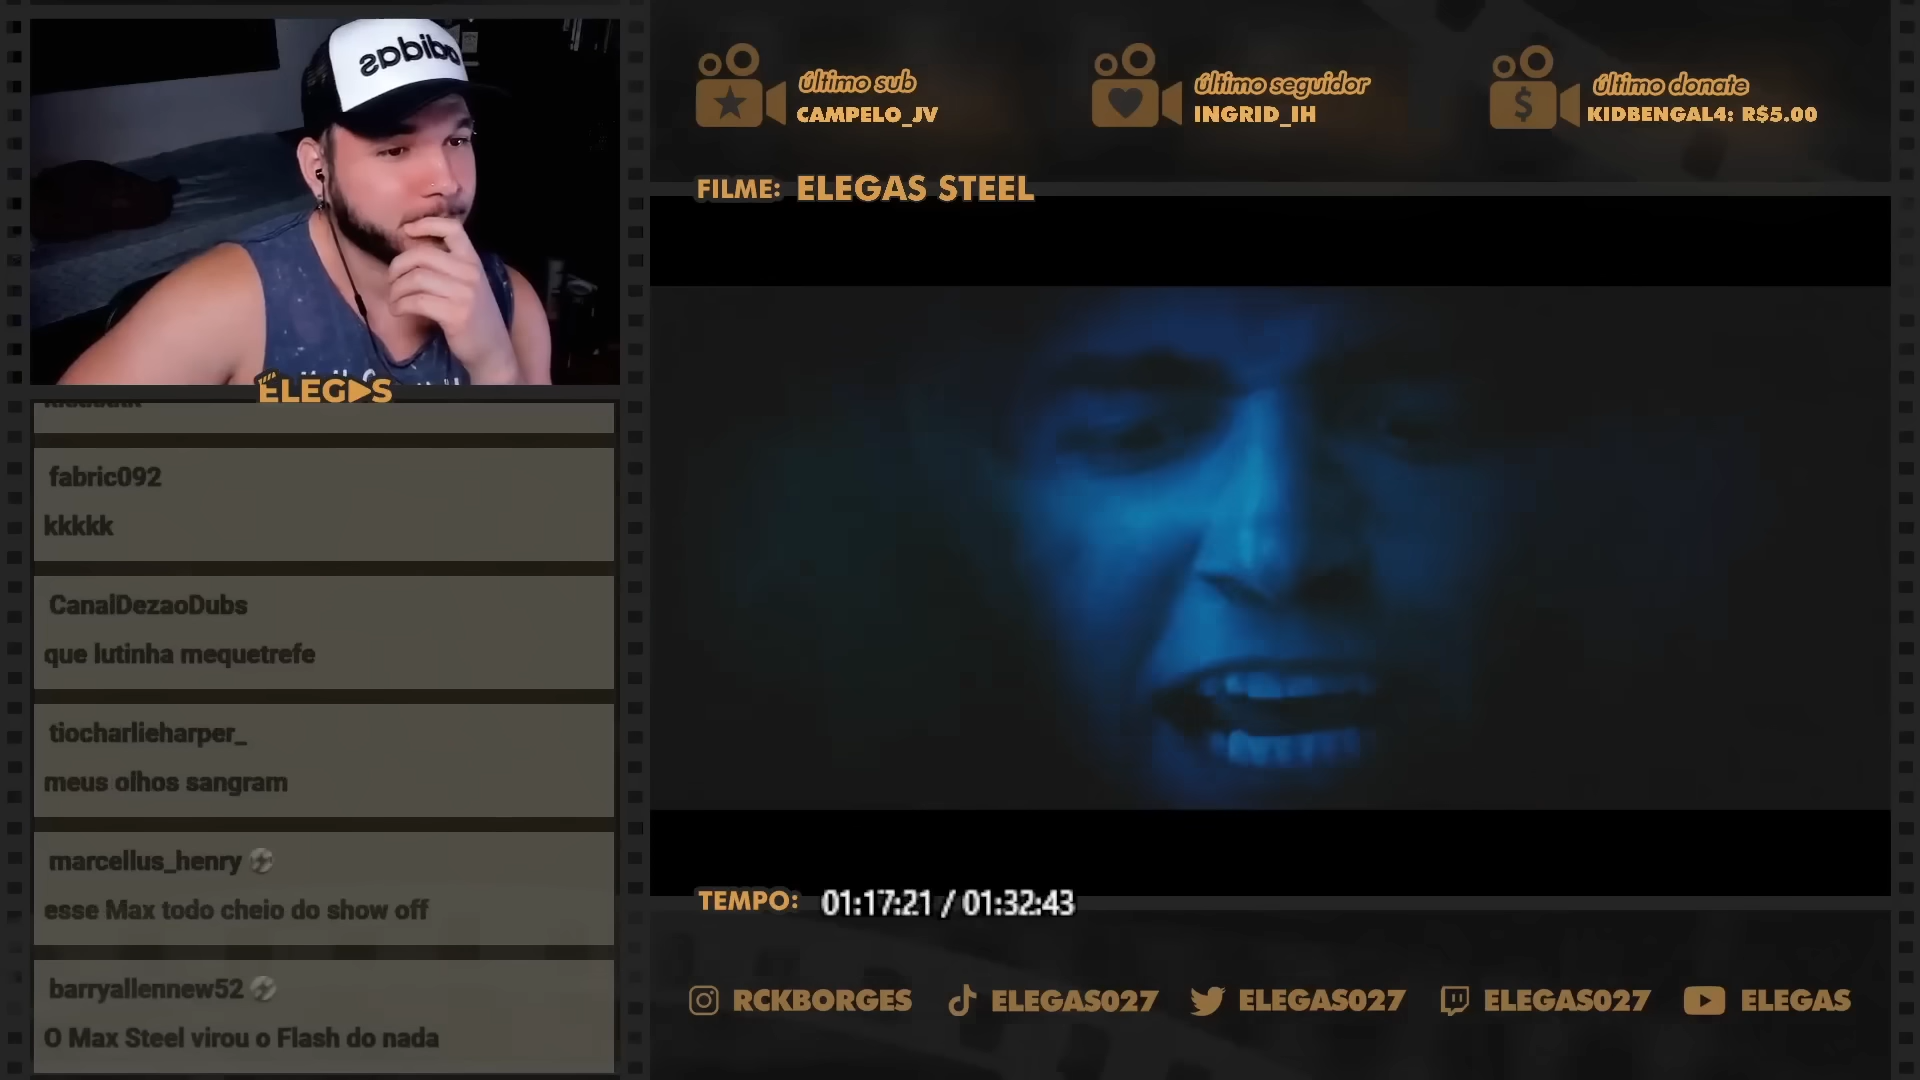 adidas
ELEGAS
fabric092
kkkkk
CanalDezaoDubs
que lutinha mequetrefe
tiocharlieharper_
meus olhos sangram
marcellus_henry
esse Max todo cheio do show off
barryallennew52
O Max Steel virou o Flash do nada
último sub
CAMPELO_JV
último seguidor
INGRID_IH
último donate
KIDBENGAL4: R$5.00
FILME: ELEGAS STEEL
TEMPO: 01:17:21 / 01:32:43
RCKBORGES
ELEGAS027
ELEGAS027
ELEGAS027
ELEGAS